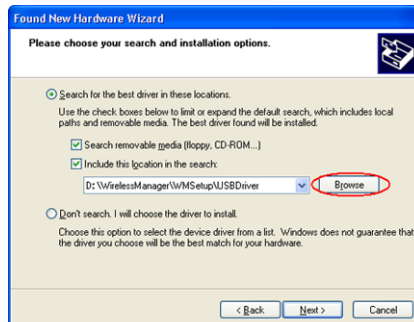 Found New Hardware Wizard
Please choose your search and installation options.
Search for the best driver in these locations.
Use the check boxes below to limit or expand the default search, which includes local
paths and removable media. The best driver found will be installed.
Search removable media (floppy, CD-ROM...)
Include this location in the search:
D: \WirelessManager\WMSetup\USBDriver
Browse
Don't search. I will choose the driver to install.
Choose this option to select the device driver from a list. Windows does not guarantee that
the driver you choose will be the best match for your hardware.
< Back
Next >
Cancel